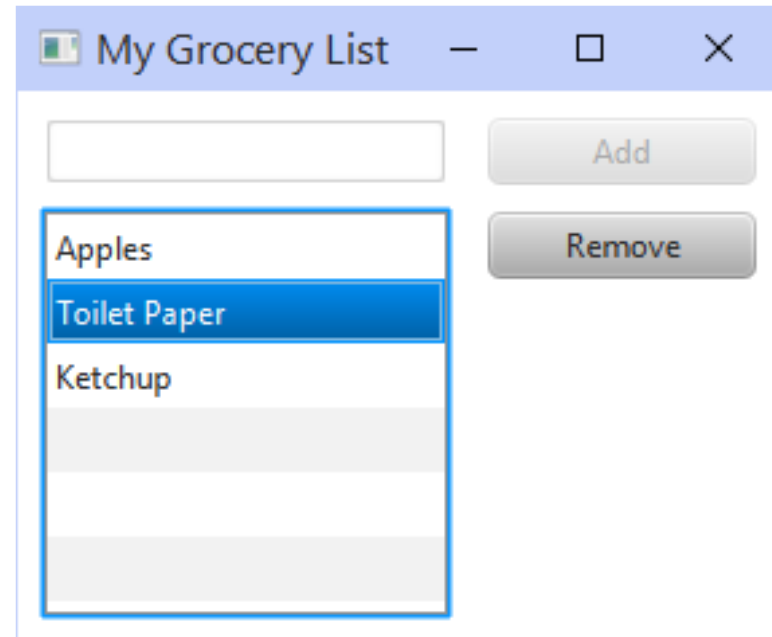 My Grocery List
Add
Apples
Remove
Toilet Paper
Ketchup